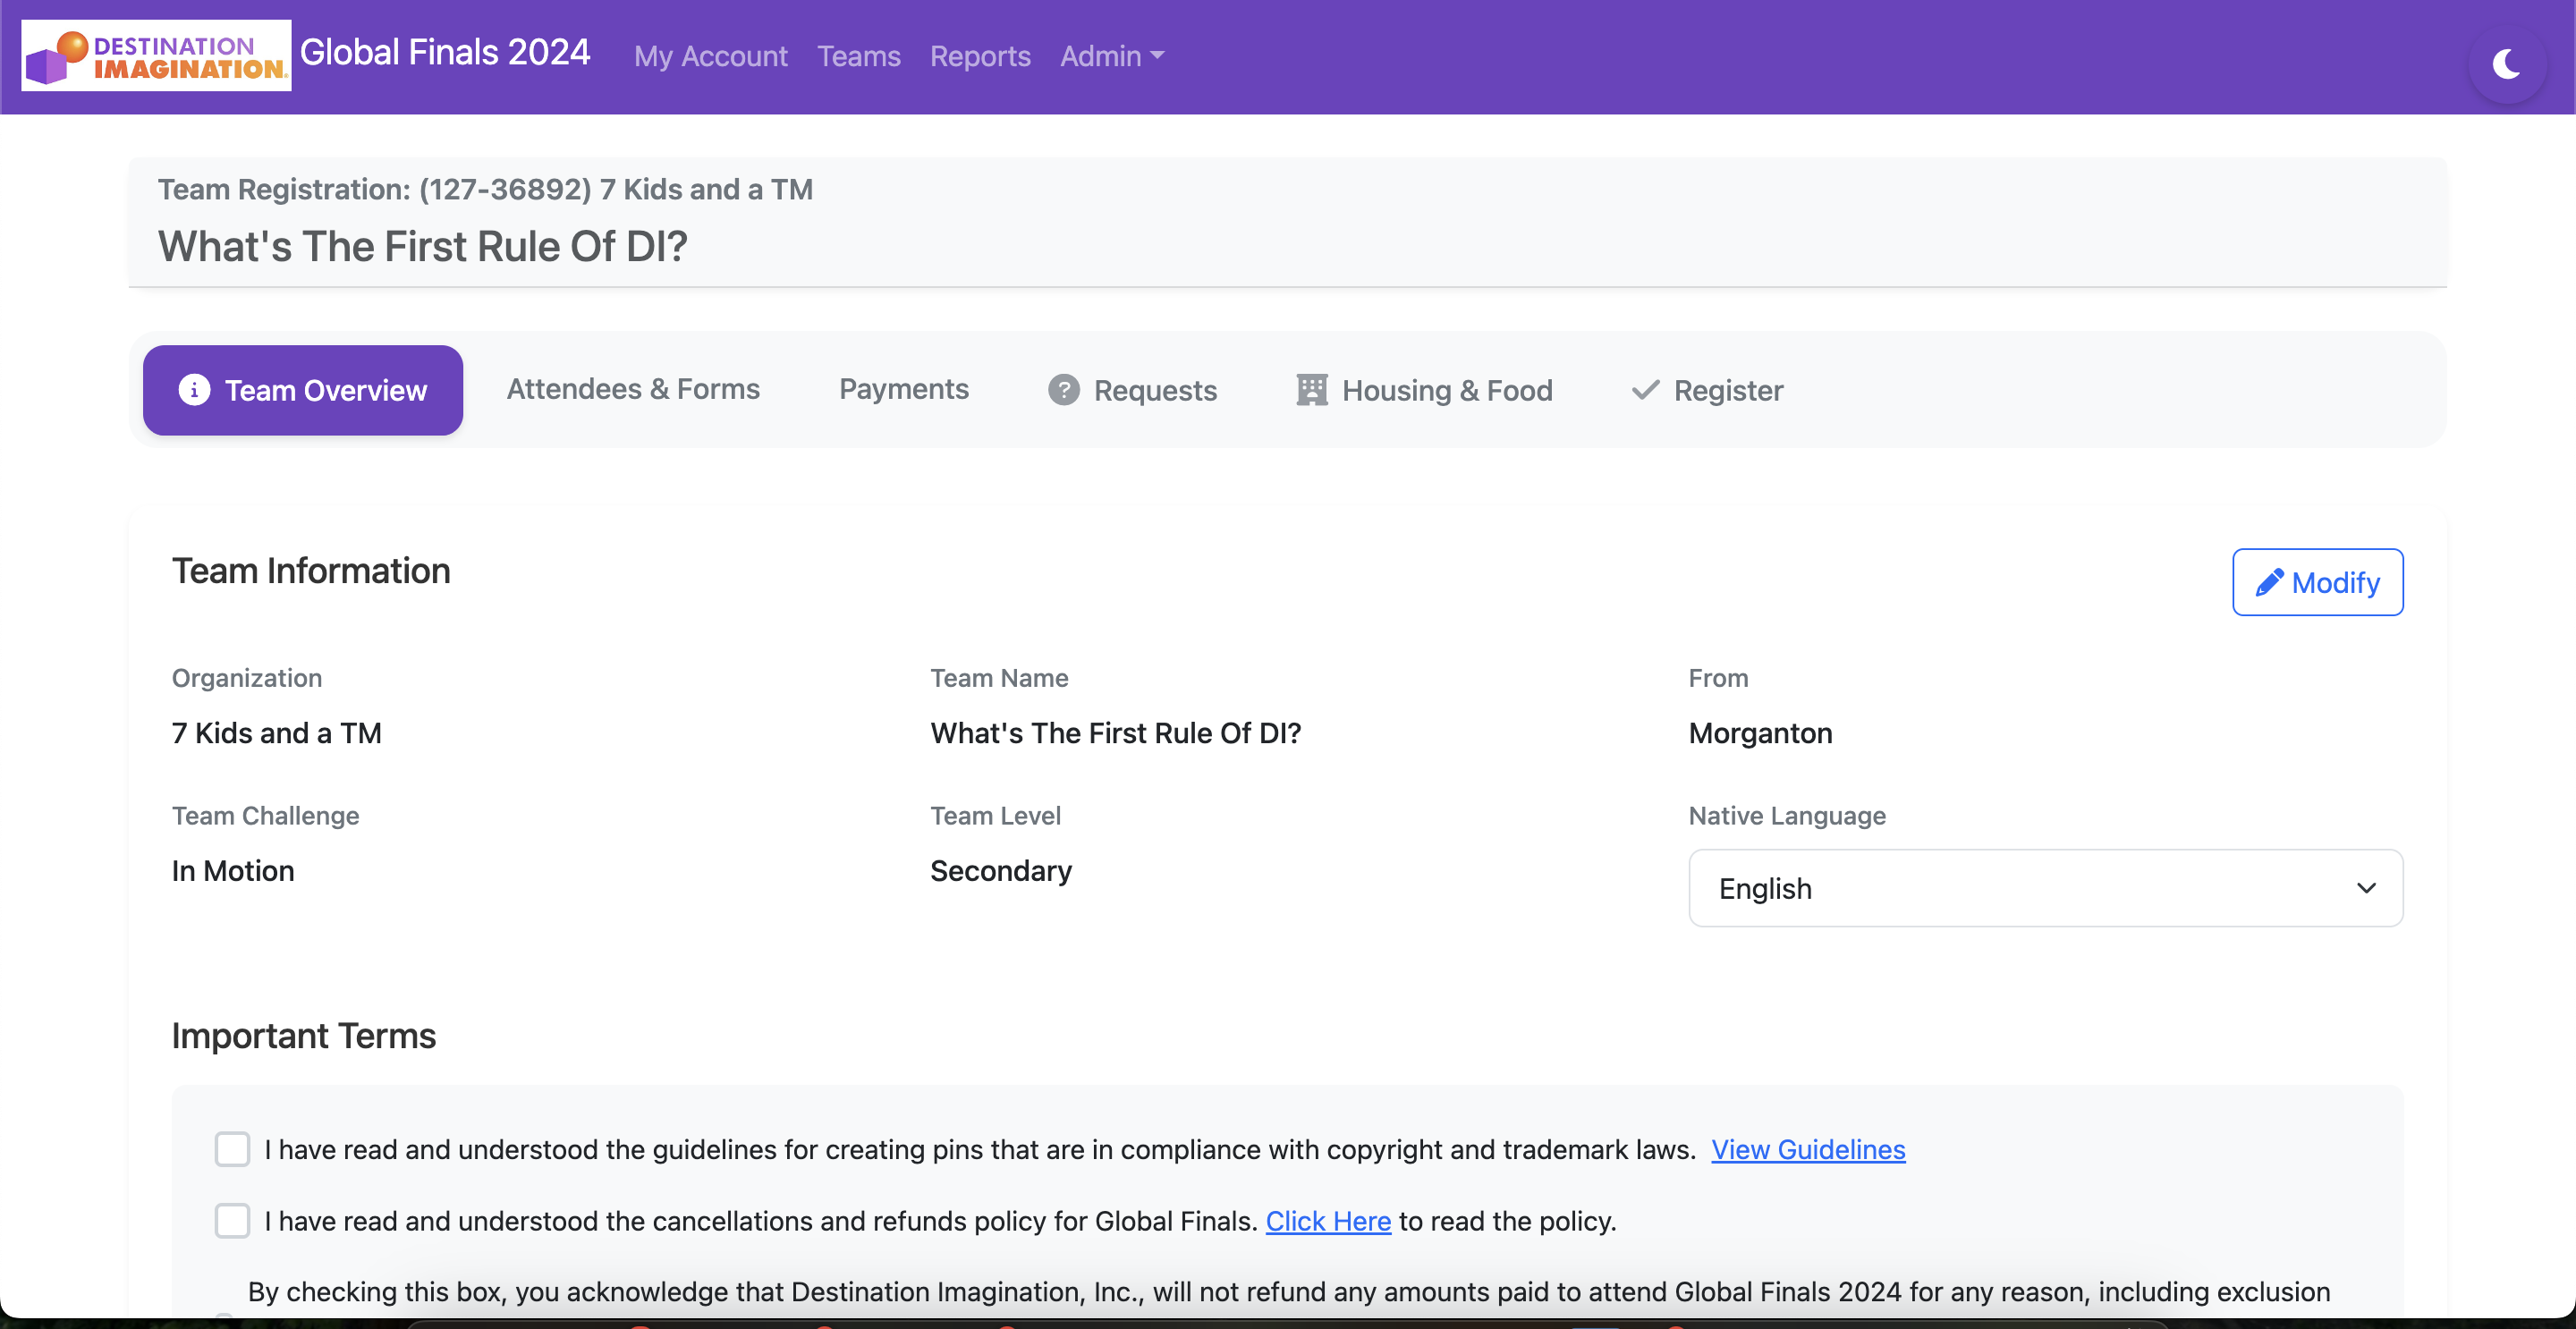 DESTINATION
IMAGINATION®
Global Finals 2024
My Account
Teams
Reports
Admin
Team Registration: (127-36892) 7 Kids and a TM
What's The First Rule Of DI?
Team Overview
Attendees & Forms
Payments
Requests
Housing & Food
Register
Team Information
Modify
Organization
Team Name
From
7 Kids and a TM
What's The First Rule Of DI?
Morganton
Team Challenge
Team Level
Native Language
In Motion
Secondary
English
Important Terms
I have read and understood the guidelines for creating pins that are in compliance with copyright and trademark laws. View Guidelines
I have read and understood the cancellations and refunds policy for Global Finals. Click Here to read the policy.
By checking this box, you acknowledge that Destination Imagination, Inc., will not refund any amounts paid to attend Global Finals 2024 for any reason, including exclusion